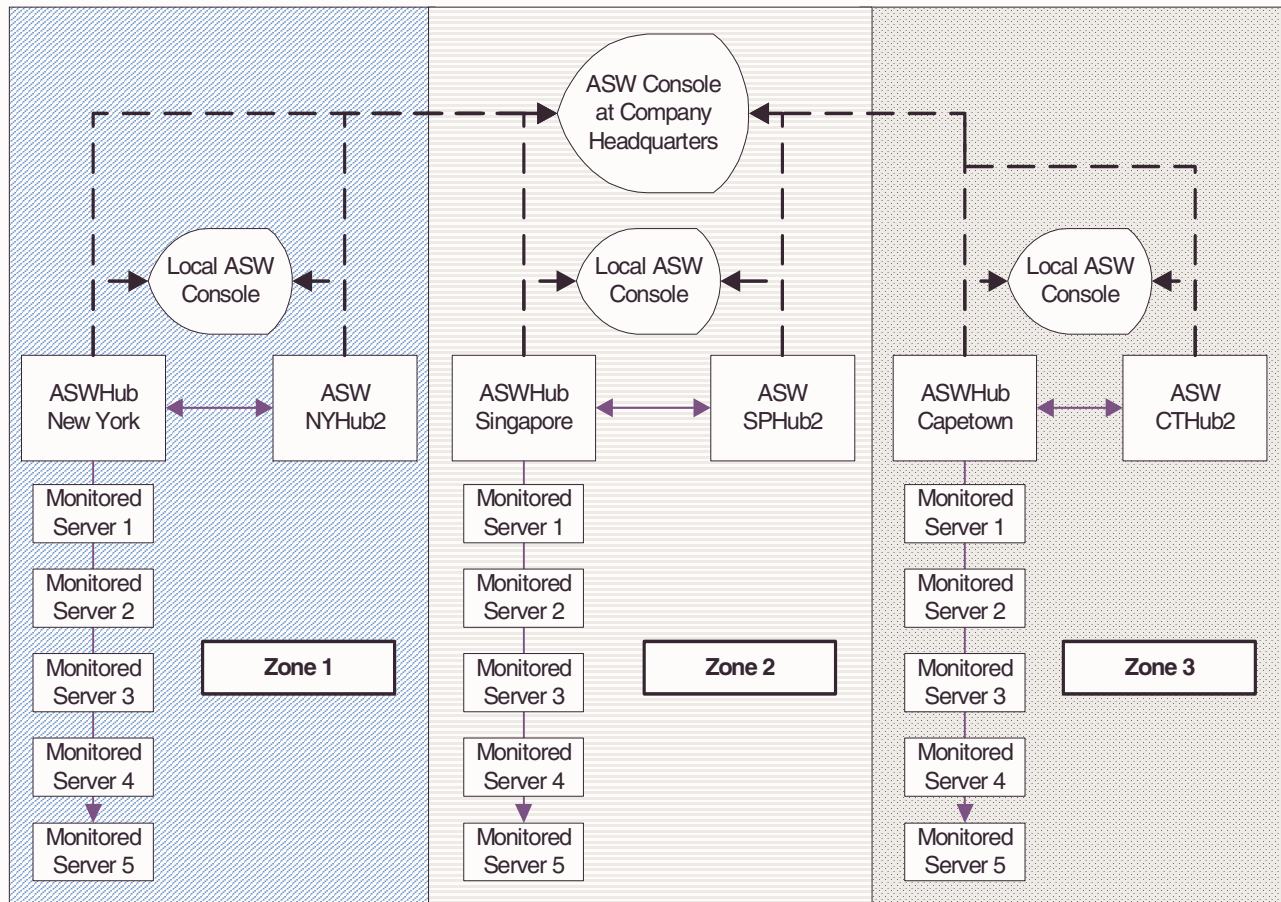 ASW Console
at Company
Headquarters
Local ASW
Console
Local ASW
Console
Local ASW
Console
ASWHub
New York
ASW
NYHub2
ASWHub
Singapore
ASW
SPHub2
ASWHub
Capetown
ASW
CTHub2
Monitored
Server 1
Monitored
Server 2
Monitored
Server 3
Monitored
Server 4
Monitored
Server 5
Zone 1
Monitored
Server 1
Monitored
Server 2
Monitored
Server 3
Monitored
Server 4
Monitored
Server 5
Zone 2
Monitored
Server 1
Monitored
Server 2
Monitored
Server 3
Monitored
Server 4
Monitored
Server 5
Zone 3